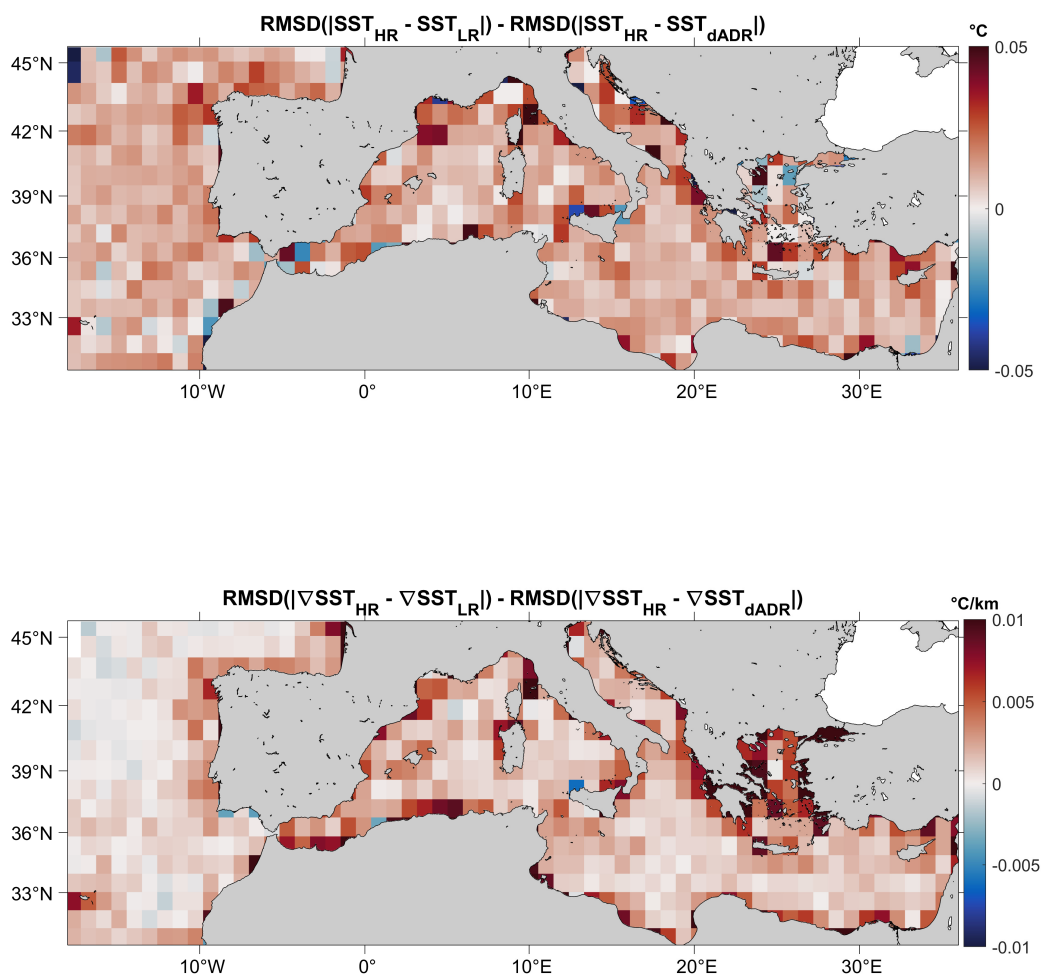 RMSD(|SST_HR - SST_LR|) - RMSD(|SST_HR - SST_dADR|)
°C
45°N
42°N
39°N
36°N
33°N
10°W
0°
10°E
20°E
30°E
0.05
0
-0.05
RMSD(|∇SST_HR - ∇SST_LR|) - RMSD(|∇SST_HR - ∇SST_dADR|)
°C/km
45°N
42°N
39°N
36°N
33°N
10°W
0°
10°E
20°E
30°E
0.01
0.005
0
-0.005
-0.01